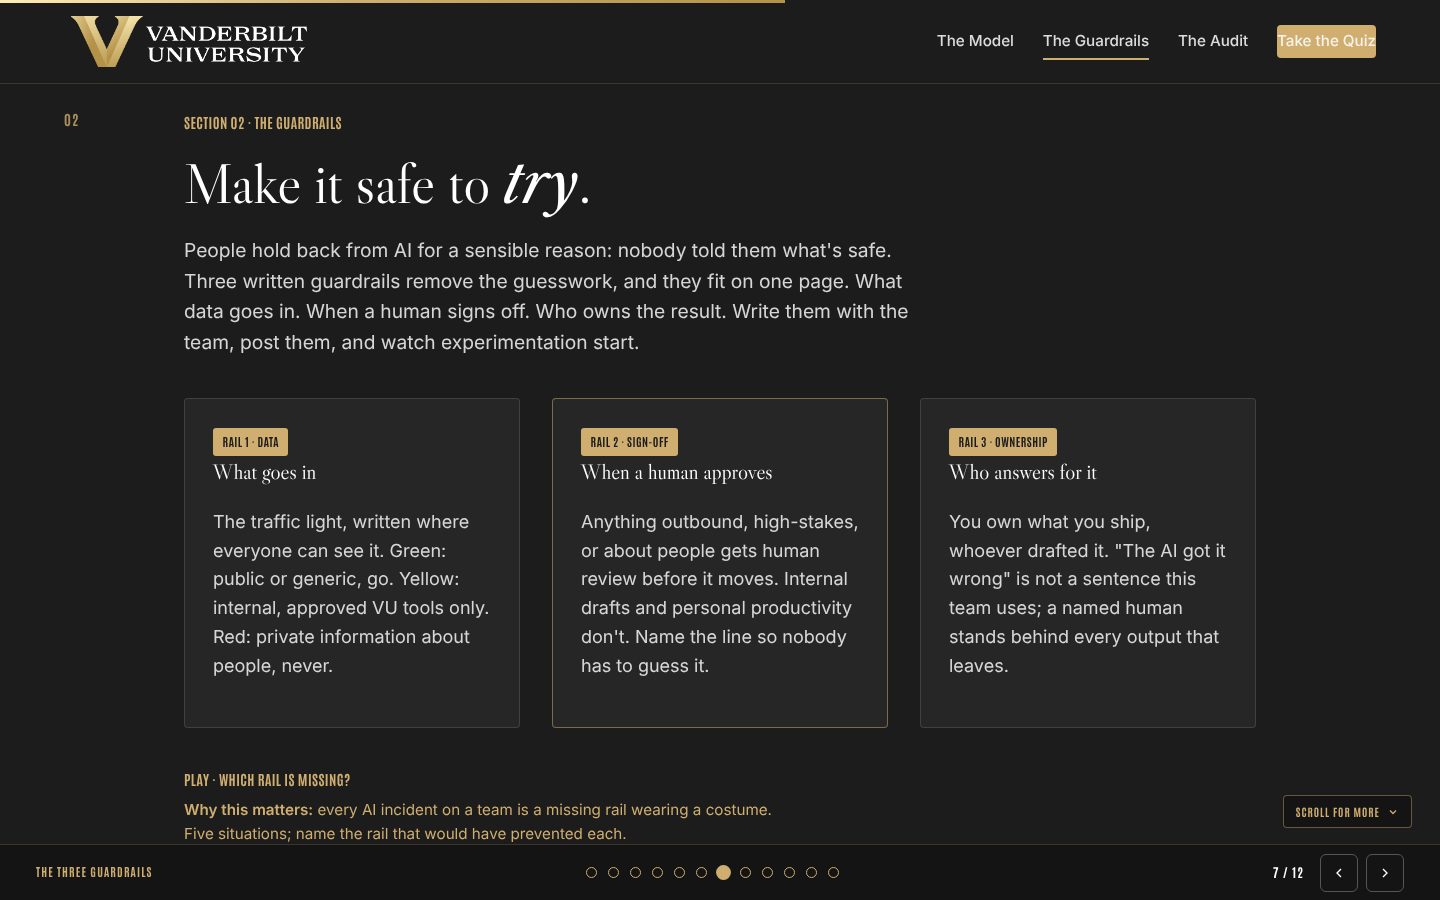 VANDERBILT
UNIVERSITY
The Model
The Guardrails
The Audit
Take the Quiz
02
SECTION 02 · THE GUARDRAILS
Make it safe to try.
People hold back from AI for a sensible reason: nobody told them what's safe.
Three written guardrails remove the guesswork, and they fit on one page. What
data goes in. When a human signs off. Who owns the result. Write them with the
team, post them, and watch experimentation start.
RAIL 1 · DATA
What goes in
The traffic light, written where
everyone can see it. Green:
public or generic, go. Yellow:
internal, approved VU tools only.
Red: private information about
people, never.
RAIL 2 · SIGN-OFF
When a human approves
Anything outbound, high-stakes,
or about people gets human
review before it moves. Internal
drafts and personal productivity
don't. Name the line so nobody
has to guess it.
RAIL 3 · OWNERSHIP
Who answers for it
You own what you ship,
whoever drafted it. "The AI got it
wrong" is not a sentence this
team uses; a named human
stands behind every output that
leaves.
PLAY · WHICH RAIL IS MISSING?
Why this matters: every AI incident on a team is a missing rail wearing a costume.
Five situations; name the rail that would have prevented each.
SCROLL FOR MORE
THE THREE GUARDRAILS
7 / 12